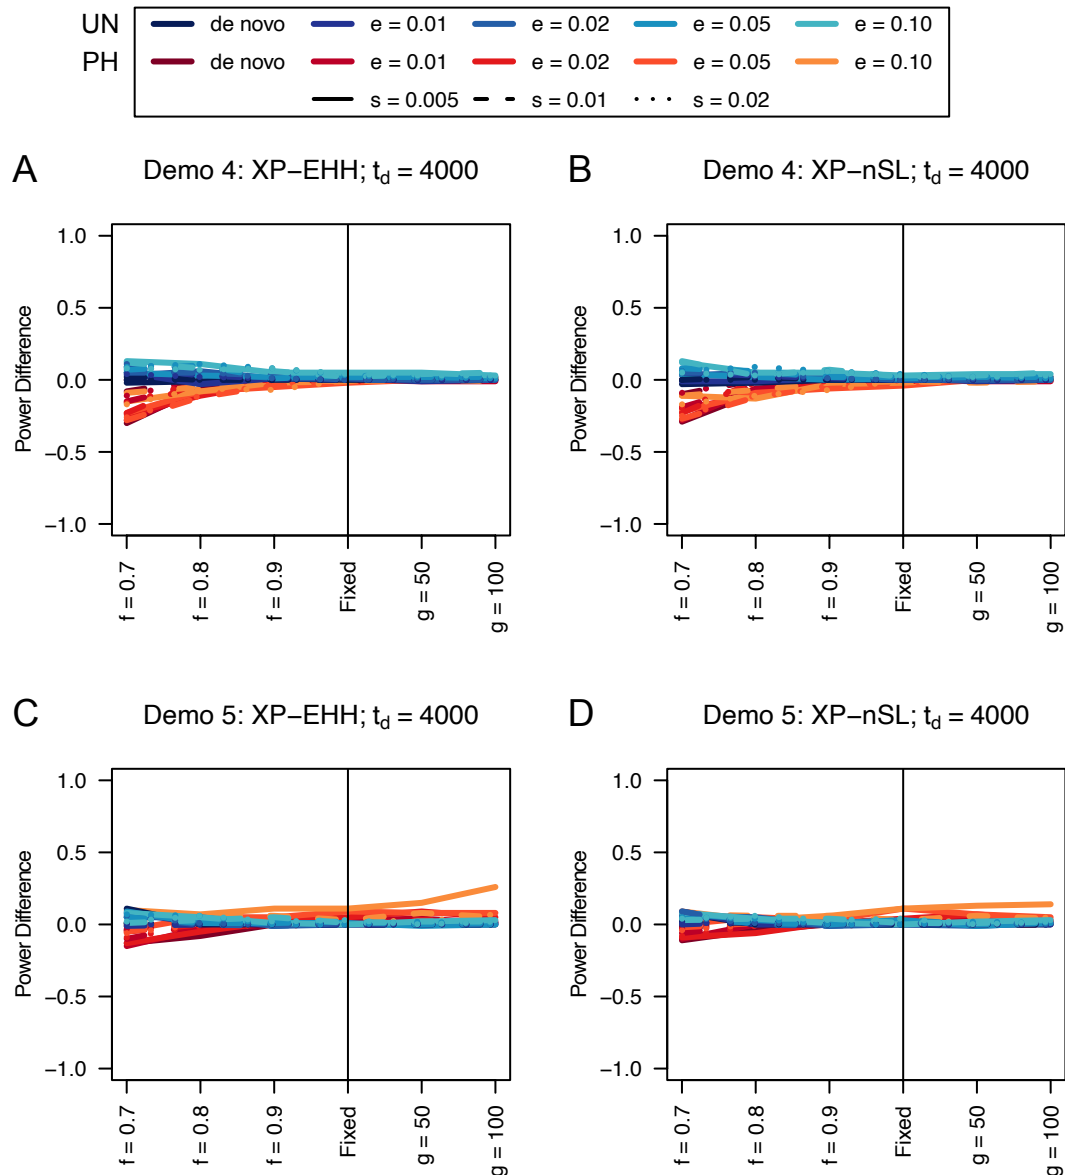 UN de novo e = 0.01 e = 0.02 e = 0.05 e = 0.10
PH de novo e = 0.01 e = 0.02 e = 0.05 e = 0.10
s = 0.005 s = 0.01 s = 0.02
A Demo 4: XP−EHH; t_d = 4000
Power Difference
1.0
0.5
0.0
−0.5
−1.0
f = 0.7 f = 0.8 f = 0.9 Fixed g = 50 g = 100
B Demo 4: XP−nSL; t_d = 4000
Power Difference
1.0
0.5
0.0
−0.5
−1.0
f = 0.7 f = 0.8 f = 0.9 Fixed g = 50 g = 100
C Demo 5: XP−EHH; t_d = 4000
Power Difference
1.0
0.5
0.0
−0.5
−1.0
f = 0.7 f = 0.8 f = 0.9 Fixed g = 50 g = 100
D Demo 5: XP−nSL; t_d = 4000
Power Difference
1.0
0.5
0.0
−0.5
−1.0
f = 0.7 f = 0.8 f = 0.9 Fixed g = 50 g = 100